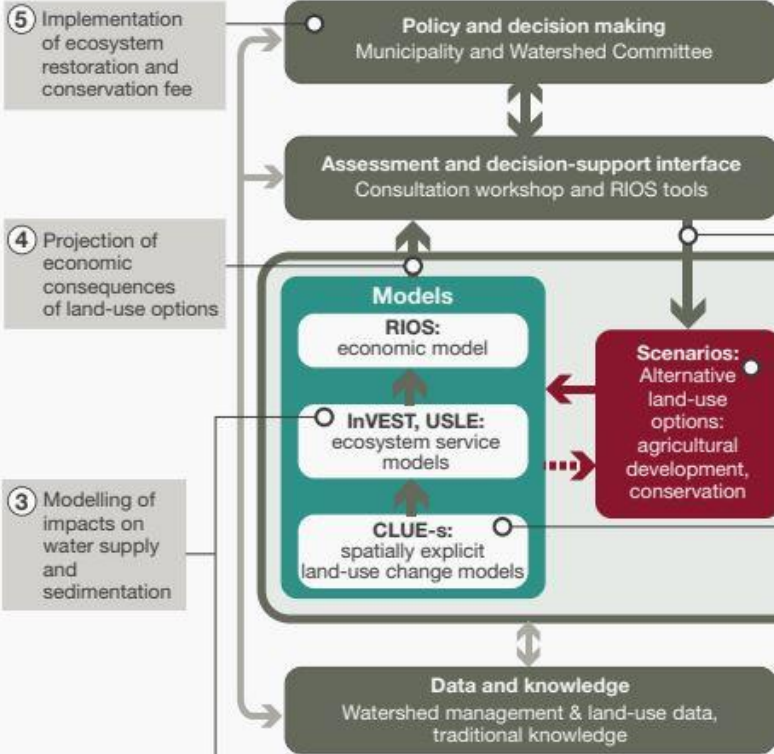 5 Implementation
of ecosystem
restoration and
conservation fee
Policy and decision making
Municipality and Watershed Committee
Assessment and decision-support interface
Consultation workshop and RIOS tools
4 Projection of
economic
consequences
of land-use options
Models
RIOS:
economic model
InVEST, USLE:
ecosystem service
models
CLUE-s:
spatially explicit
land-use change models
Scenarios:
Alternative
land-use
options:
agricultural
development,
conservation
3 Modelling of
impacts on
water supply
and
sedimentation
Data and knowledge
Watershed management & land-use data,
traditional knowledge